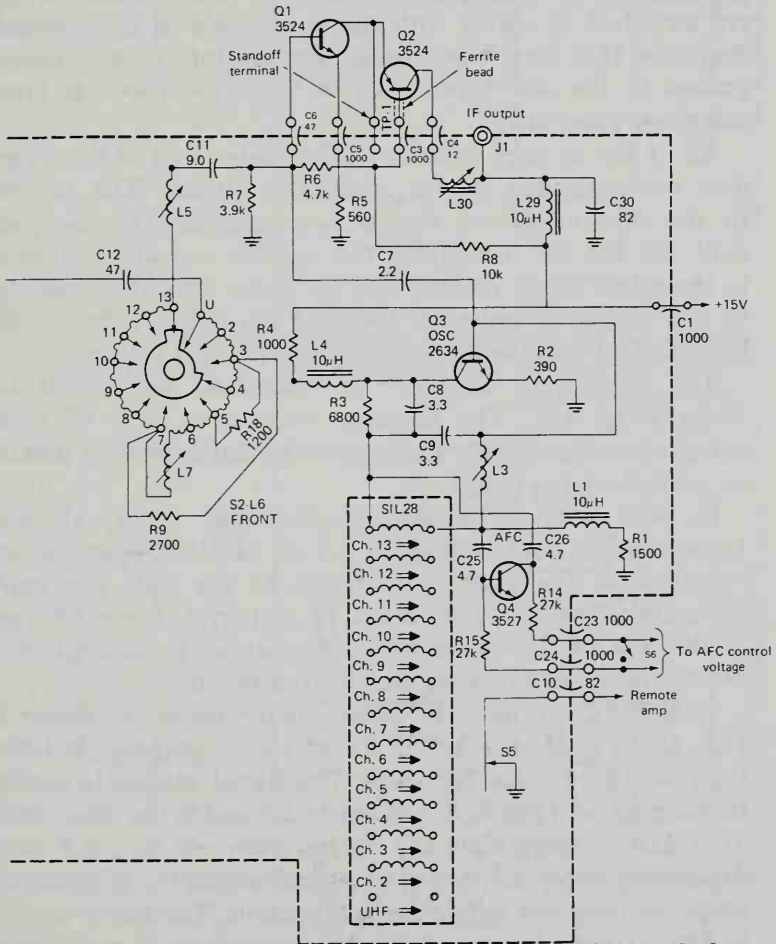 Q1
3524
Q2
3524
Standoff
terminal
Ferrite
bead
TP-1
C6
47
C5
1000
C3
1000
C4
12
IF output
J1
C11
9.0
L5
R7
3.9k
R6
4.7k
R5
560
L30
L29
10μH
C30
82
R8
10k
C12
47
C7
2.2
+15V
C1
1000
13
U
2
3
4
5
6
7
8
9
10
11
12
R4
1000
L4
10μH
Q3
OSC
2634
R2
390
R3
6800
C8
3.3
C9
3.3
R18
1200
L7
L3
R9
2700
S2-L6
FRONT
L1
10μH
R1
1500
SIL28
AFC
C25
4.7
C26
4.7
Q4
3527
R14
27k
R15
27k
C23 1000
C24
1000
S6
To AFC control
voltage
C10
82
Remote
amp
S5
Ch. 13
Ch. 12
Ch. 11
Ch. 10
Ch. 9
Ch. 8
Ch. 7
Ch. 6
Ch. 5
Ch. 4
Ch. 3
Ch. 2
UHF